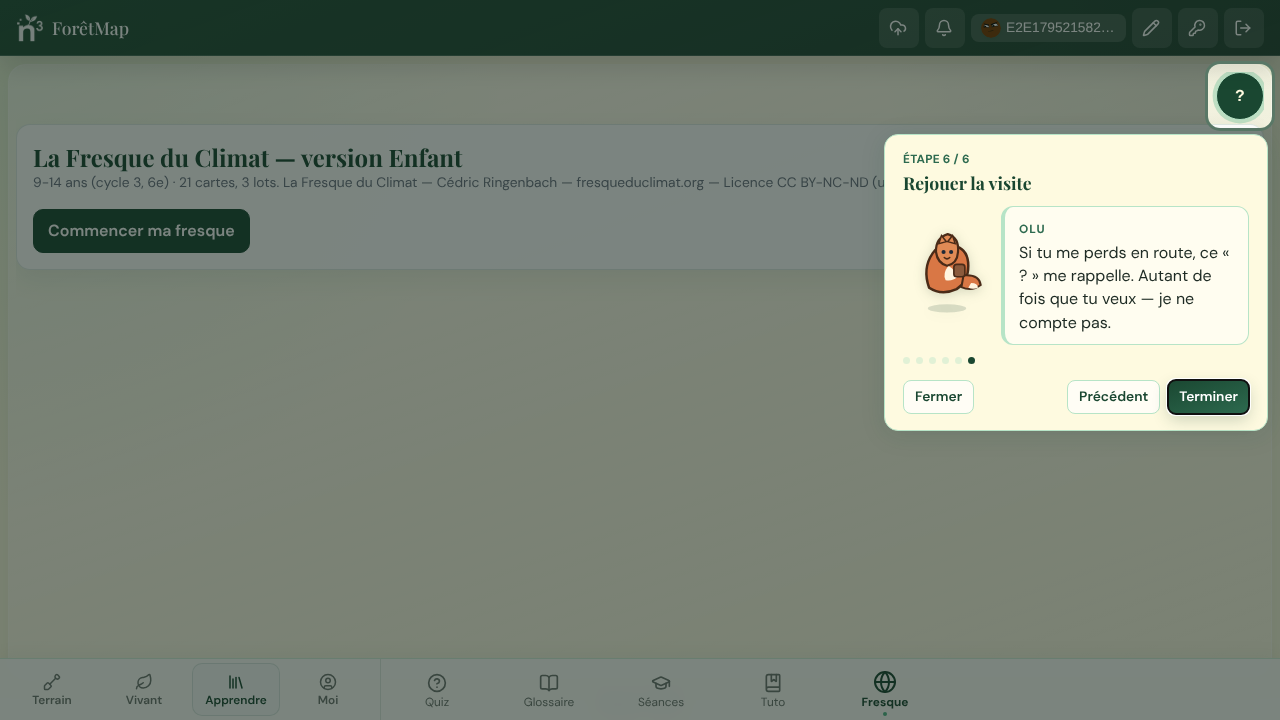 n³ ForêtMap
E2E179521582…
?
La Fresque du Climat — version Enfant
9-14 ans (cycle 3, 6e) · 21 cartes, 3 lots. La Fresque du Climat — Cédric Ringenbach — fresqueduclimat.org — Licence CC BY-NC-ND
Commencer ma fresque
ÉTAPE 6 / 6
Rejouer la visite
OLU
Si tu me perds en route, ce «
? » me rappelle. Autant de
fois que tu veux — je ne
compte pas.
Fermer
Précédent
Terminer
Terrain
Vivant
Apprendre
Moi
Quiz
Glossaire
Séances
Tuto
Fresque